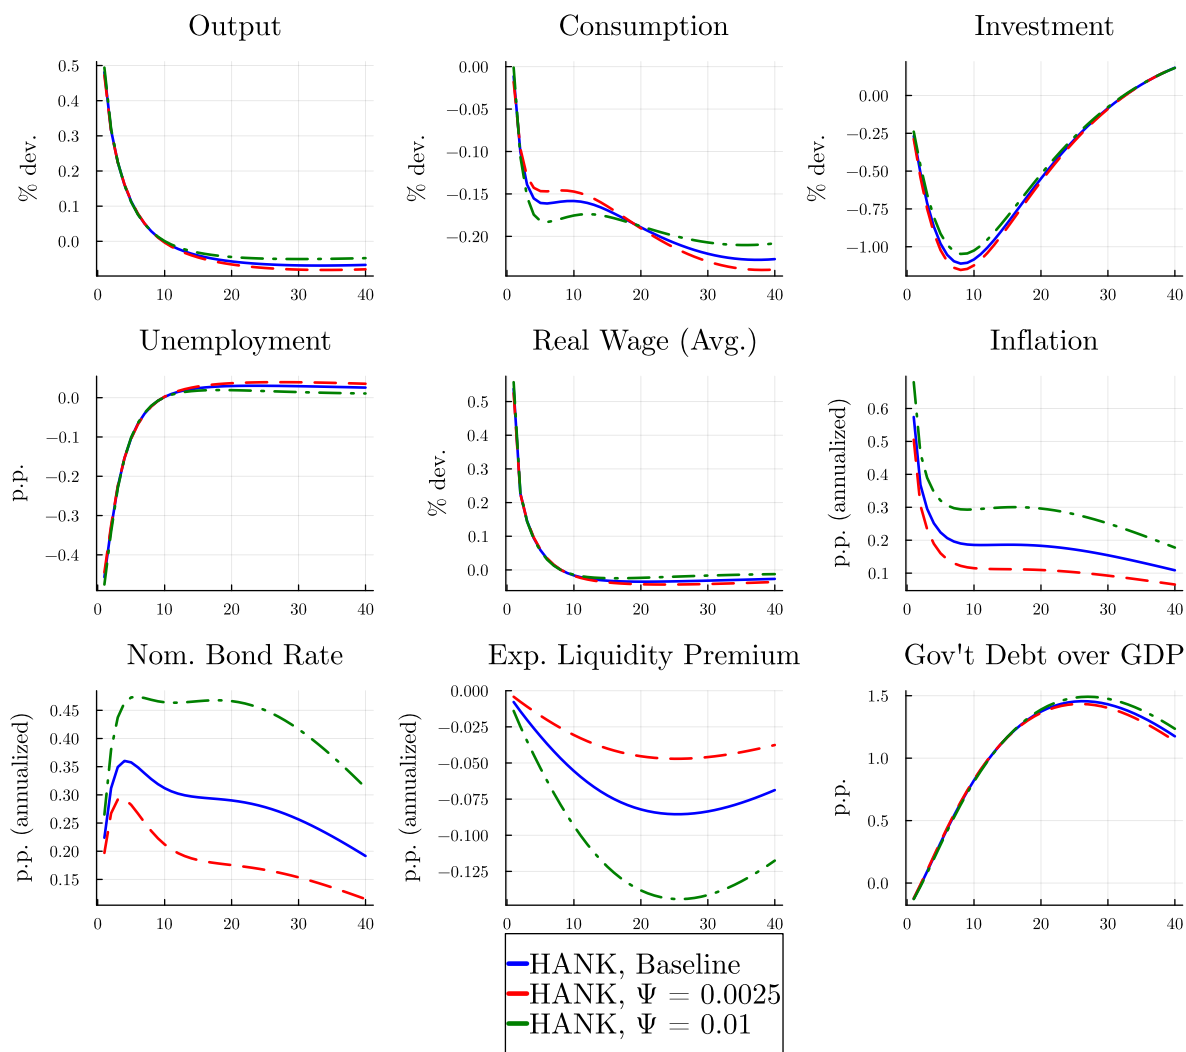 Output
Consumption
Investment
% dev.
0.5
0.4
0.3
0.2
0.1
0.0
0 10 20 30 40
% dev.
0.00
−0.05
−0.10
−0.15
−0.20
0 10 20 30 40
% dev.
0.00
−0.25
−0.50
−0.75
−1.00
0 10 20 30 40
Unemployment
Real Wage (Avg.)
Inflation
p.p.
0.0
−0.1
−0.2
−0.3
−0.4
0 10 20 30 40
% dev.
0.5
0.4
0.3
0.2
0.1
0.0
0 10 20 30 40
p.p. (annualized)
0.6
0.5
0.4
0.3
0.2
0.1
0 10 20 30 40
Nom. Bond Rate
Exp. Liquidity Premium
Gov't Debt over GDP
p.p. (annualized)
0.45
0.40
0.35
0.30
0.25
0.20
0.15
0 10 20 30 40
p.p. (annualized)
0.000
−0.025
−0.050
−0.075
−0.100
−0.125
0 10 20 30 40
p.p.
1.5
1.0
0.5
0.0
0 10 20 30 40
HANK, Baseline
HANK, Ψ = 0.0025
HANK, Ψ = 0.01